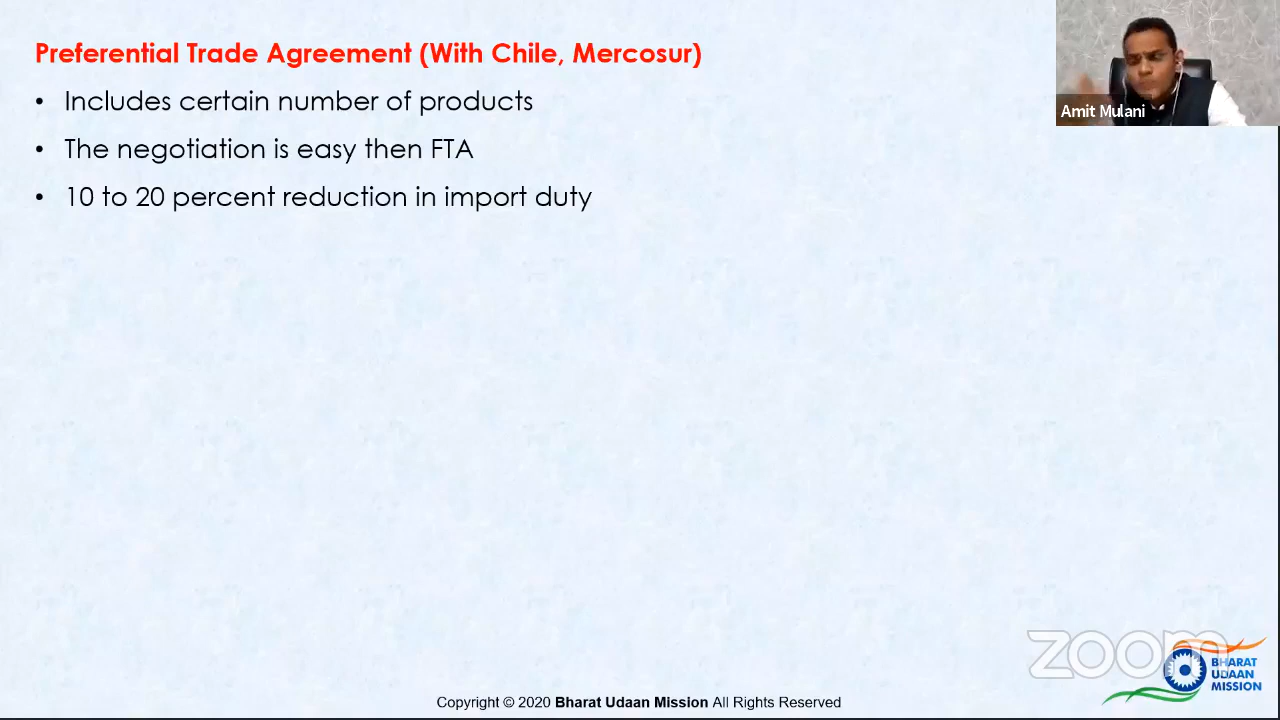 Preferential Trade Agreement (With Chile, Mercosur)
• Includes certain number of products
• The negotiation is easy then FTA
• 10 to 20 percent reduction in import duty
Amit Mulani
zoom
BHARAT
UDAAN
MISSION
Copyright © 2020 Bharat Udaan Mission All Rights Reserved